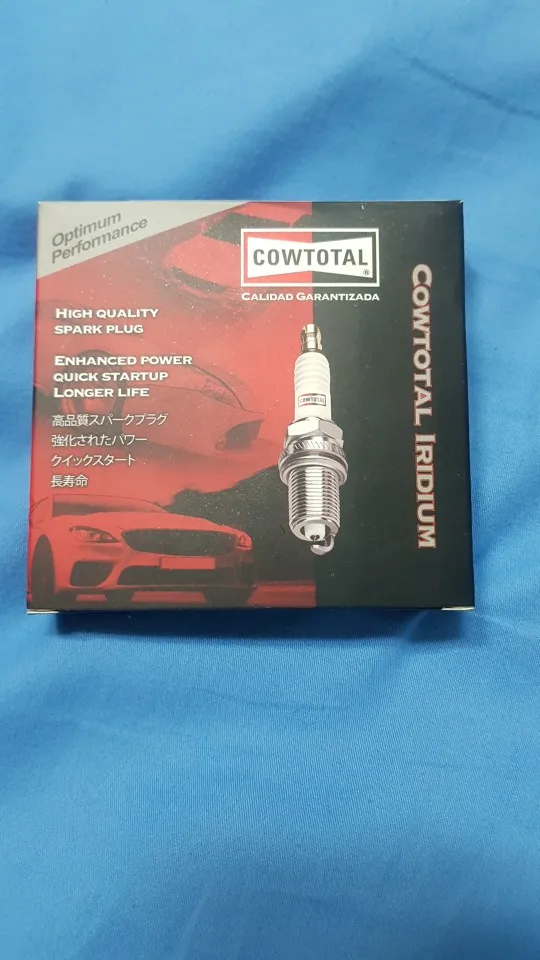 Optimum
Performance
COWTOTAL
®
CALIDAD GARANTIZADA
HIGH QUALITY
SPARK PLUG
ENHANCED POWER
QUICK STARTUP
LONGER LIFE
高品質スパークプラグ
強化されたパワー
クイックスタート
長寿命
COWTOTAL
COWTOTAL IRIDIUM